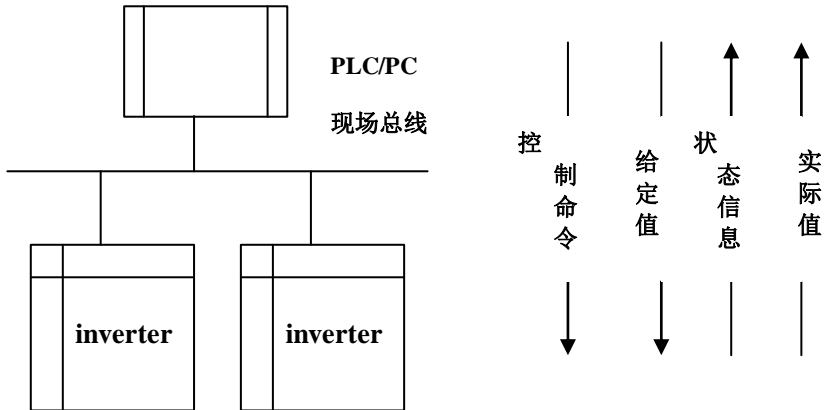 PLC/PC
现场总线
inverter
inverter
控制命令
给定值
状态信息
实际值